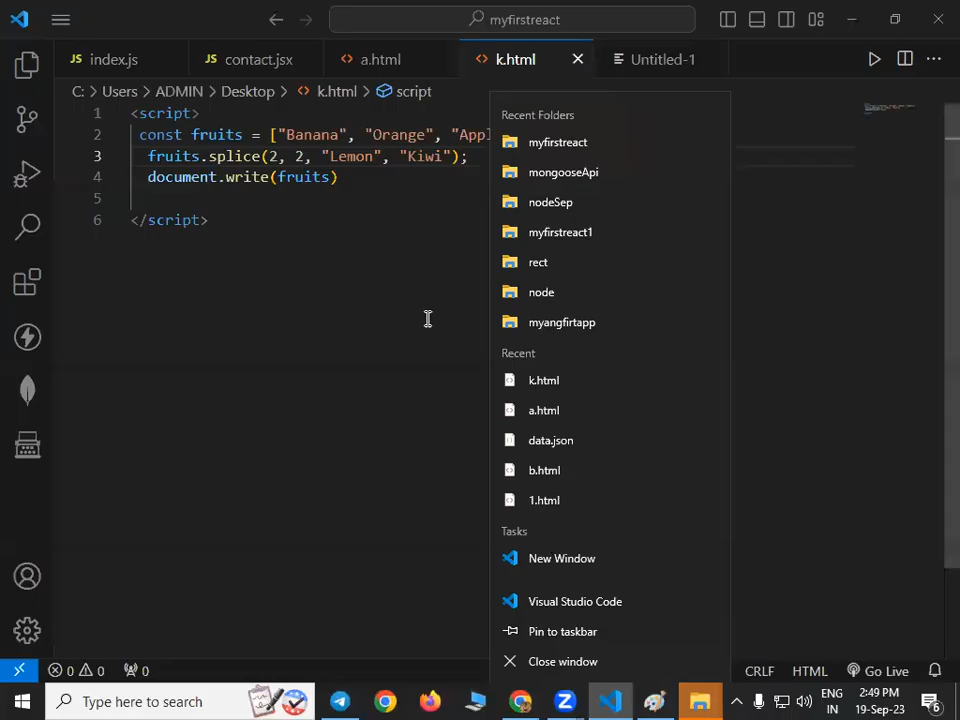 myfirstreact
JS index.js
JS contact.jsx
<> a.html
<> k.html
Untitled-1
C: > Users > ADMIN > Desktop > <> k.html > script
1 <script>
2 const fruits = ["Banana", "Orange", "Appl
3 fruits.splice(2, 2, "Lemon", "Kiwi");
4 document.write(fruits)
5
6 </script>
Recent Folders
myfirstreact
mongooseApi
nodeSep
myfirstreact1
rect
node
myangfirtapp
Recent
k.html
a.html
data.json
b.html
1.html
Tasks
New Window
Visual Studio Code
Pin to taskbar
Close window
0 0 0
CRLF HTML Go Live
Type here to search
ENG
IN
2:49 PM
19-Sep-23
6